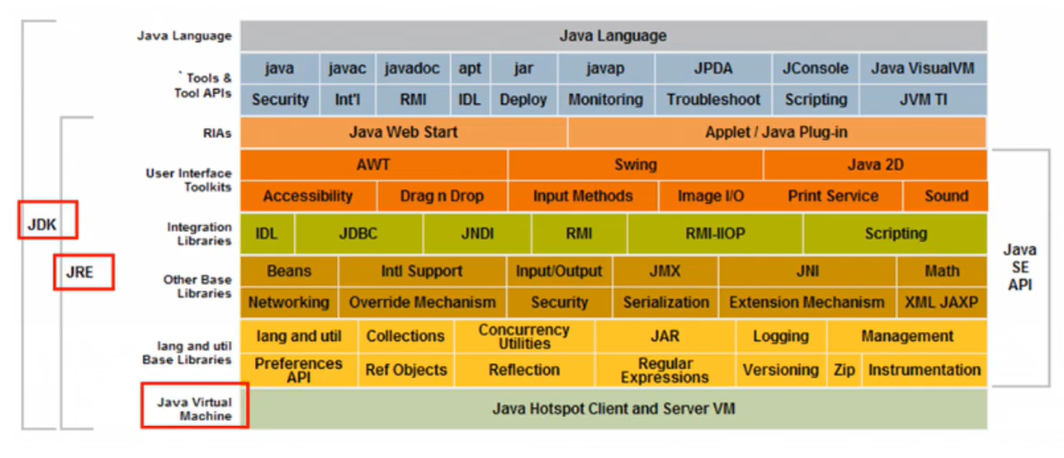 Java Language Java Language
` Tools & java javac javadoc apt jar javap JPDA JConsole Java VisualVM
Tool APIs Security Int'l RMI IDL Deploy Monitoring Troubleshoot Scripting JVM TI
RIAs Java Web Start Applet / Java Plug-in
User Interface AWT Swing Java 2D
Toolkits Accessibility Drag n Drop Input Methods Image I/O Print Service Sound
JDK
Integration
Libraries
IDL JDBC JNDI RMI RMI-IIOP Scripting
Java
SE
API
JRE
Other Base Beans Intl Support Input/Output JMX JNI Math
Libraries Networking Override Mechanism Security Serialization Extension Mechanism XML JAXP
lang and util lang and util Collections Concurrency Utilities JAR Logging Management
Base Libraries Preferences API Ref Objects Reflection Regular Expressions Versioning Zip Instrumentation
Java Virtual
Machine
Java Hotspot Client and Server VM